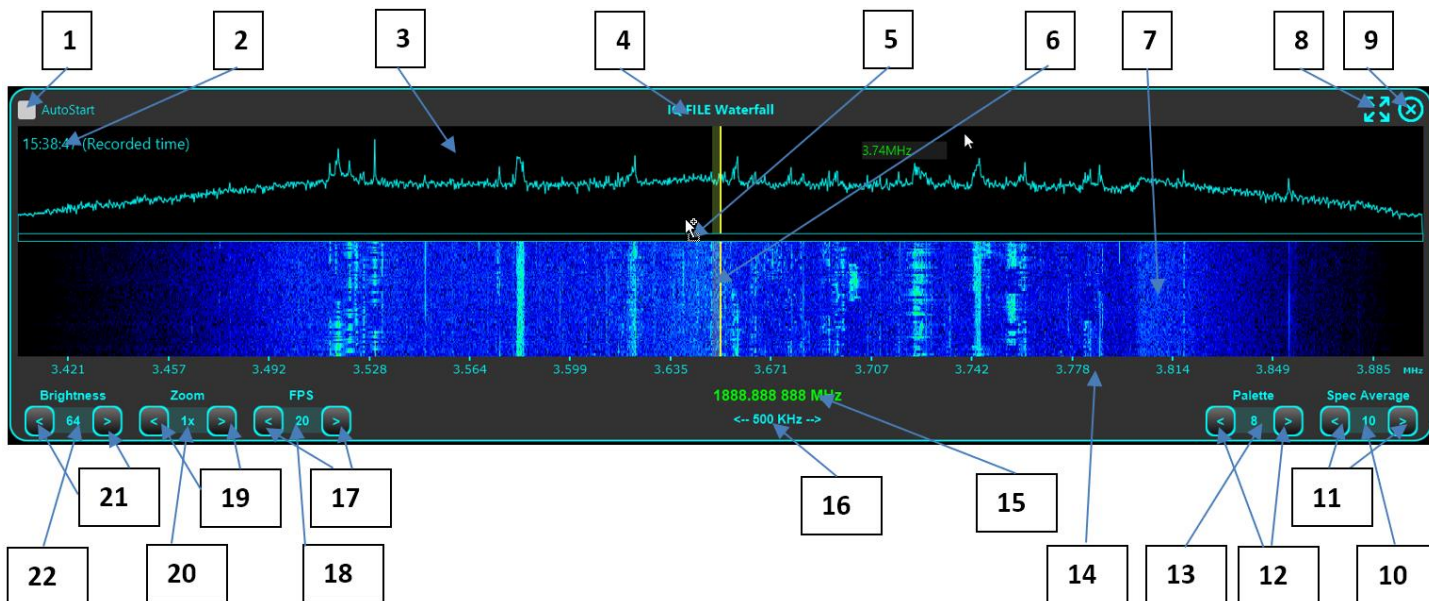 1 2 3 4 5 6 7 8 9
AutoStart
IQ FILE Waterfall
15:38:47 (Recorded time)
3.74MHz
3.421 3.457 3.492 3.528 3.564 3.599 3.635 3.671 3.707 3.742 3.778 3.814 3.849 3.885 MHz
Brightness Zoom FPS 1888.888 888 MHz Palette Spec Average
< 64 > < 1x > < 20 > <-- 500 KHz --> < 8 > < 10 >
21 19 17 16 15 11
22 20 18 14 13 12 10